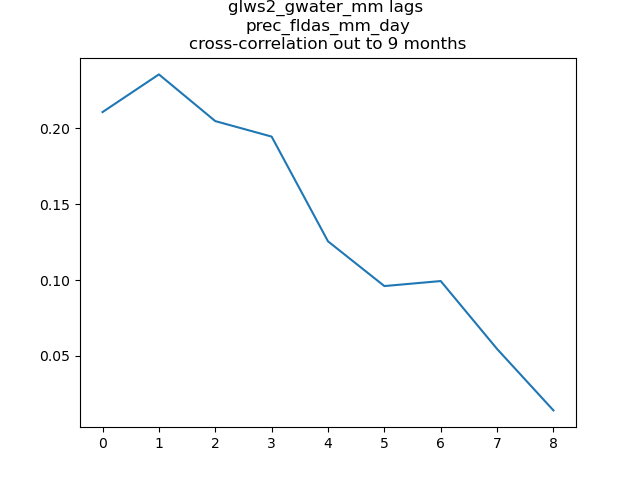 glws2_gwater_mm lags
prec_fldas_mm_day
cross-correlation out to 9 months
0.20
0.15
0.10
0.05
0 1 2 3 4 5 6 7 8